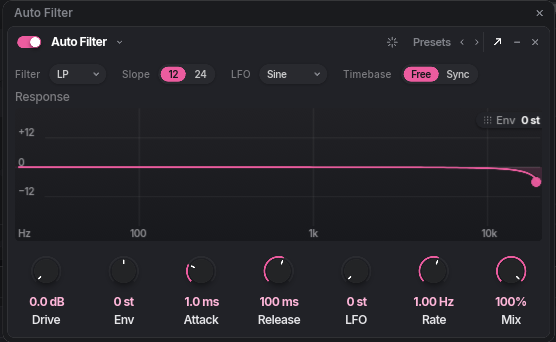 Auto Filter
Auto Filter Presets
Filter LP Slope 12 24 LFO Sine Timebase Free Sync
Response
Env 0 st
+12
0
−12
Hz 100 1k 10k
0.0 dB 0 st 1.0 ms 100 ms 0 st 1.00 Hz 100%
Drive Env Attack Release LFO Rate Mix